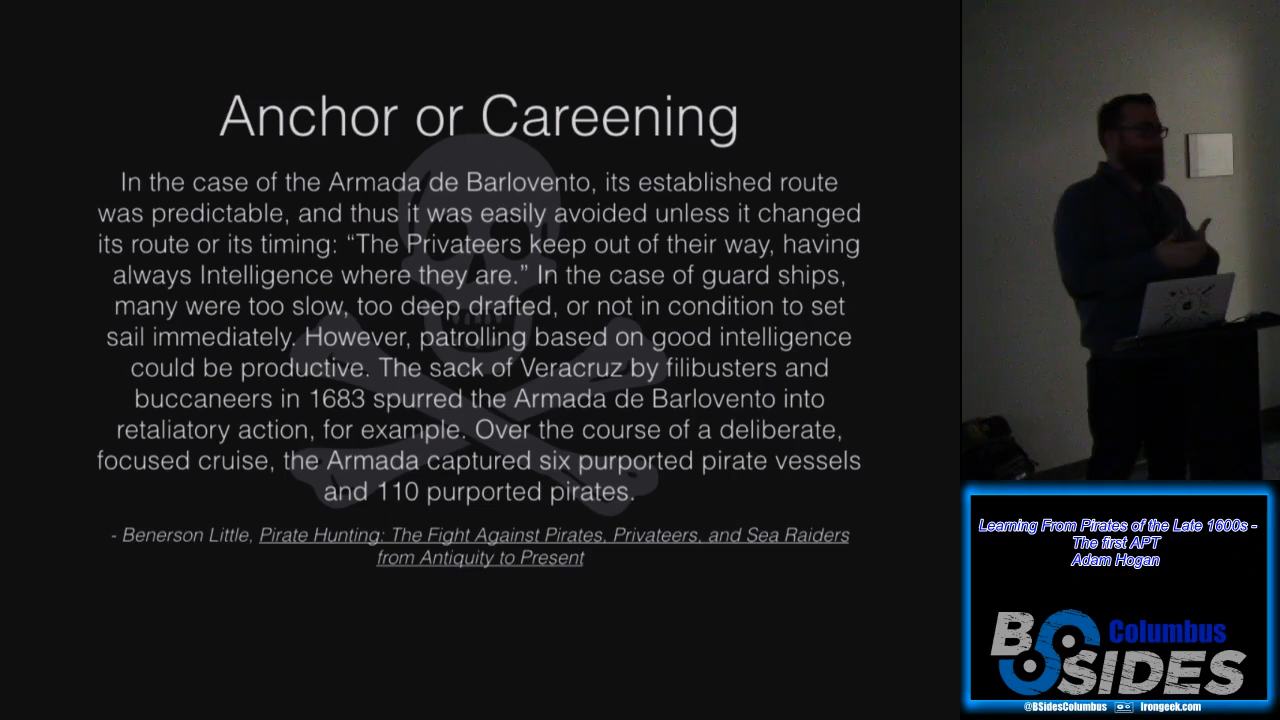 Anchor or Careening
In the case of the Armada de Barlovento, its established route
was predictable, and thus it was easily avoided unless it changed
its route or its timing: “The Privateers keep out of their way, having
always Intelligence where they are.” In the case of guard ships,
many were too slow, too deep drafted, or not in condition to set
sail immediately. However, patrolling based on good intelligence
could be productive. The sack of Veracruz by filibusters and
buccaneers in 1683 spurred the Armada de Barlovento into
retaliatory action, for example. Over the course of a deliberate,
focused cruise, the Armada captured six purported pirate vessels
and 110 purported pirates.
- Benerson Little, Pirate Hunting: The Fight Against Pirates, Privateers, and Sea Raiders
from Antiquity to Present
Learning From Pirates of the Late 1600s -
The first APT
Adam Hogan
BSIDES Columbus
@BSidesColumbus Irongeek.com